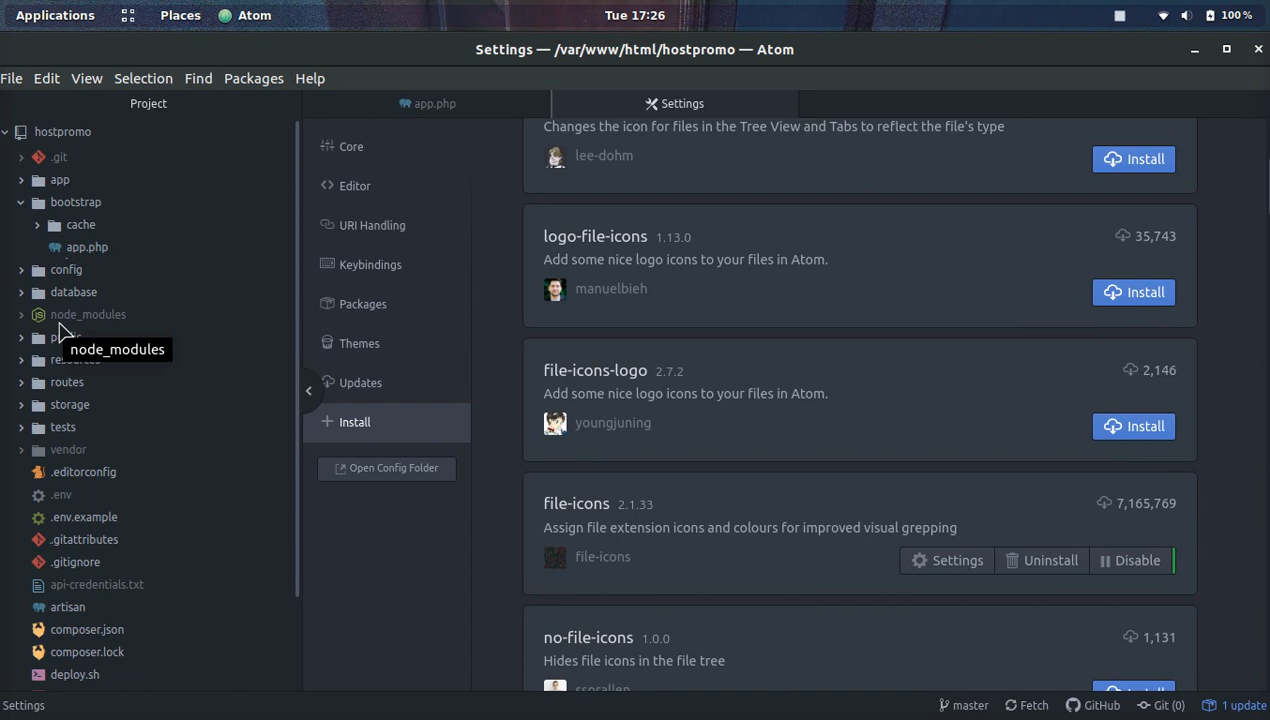 Applications Places Atom Tue 17:26 100%
Settings — /var/www/html/hostpromo — Atom
File Edit View Selection Find Packages Help
Project
app.php
Settings
hostpromo
.git
app
bootstrap
cache
app.php
config
database
node_modules
node_modules
resources
routes
storage
tests
vendor
.editorconfig
.env
.env.example
.gitattributes
.gitignore
api-credentials.txt
artisan
composer.json
composer.lock
deploy.sh
Core
Editor
URI Handling
Keybindings
Packages
Themes
Updates
Install
Open Config Folder
Changes the icon for files in the Tree View and Tabs to reflect the file's type
lee-dohm
Install
logo-file-icons 1.13.0 35,743
Add some nice logo icons to your files in Atom.
manuelbieh
Install
file-icons-logo 2.7.2 2,146
Add some nice logo icons to your files in Atom.
youngjuning
Install
file-icons 2.1.33 7,165,769
Assign file extension icons and colours for improved visual grepping
file-icons
Settings Uninstall Disable
no-file-icons 1.0.0 1,131
Hides file icons in the file tree
ssorallen
Settings
master Fetch GitHub Git (0) 1 update